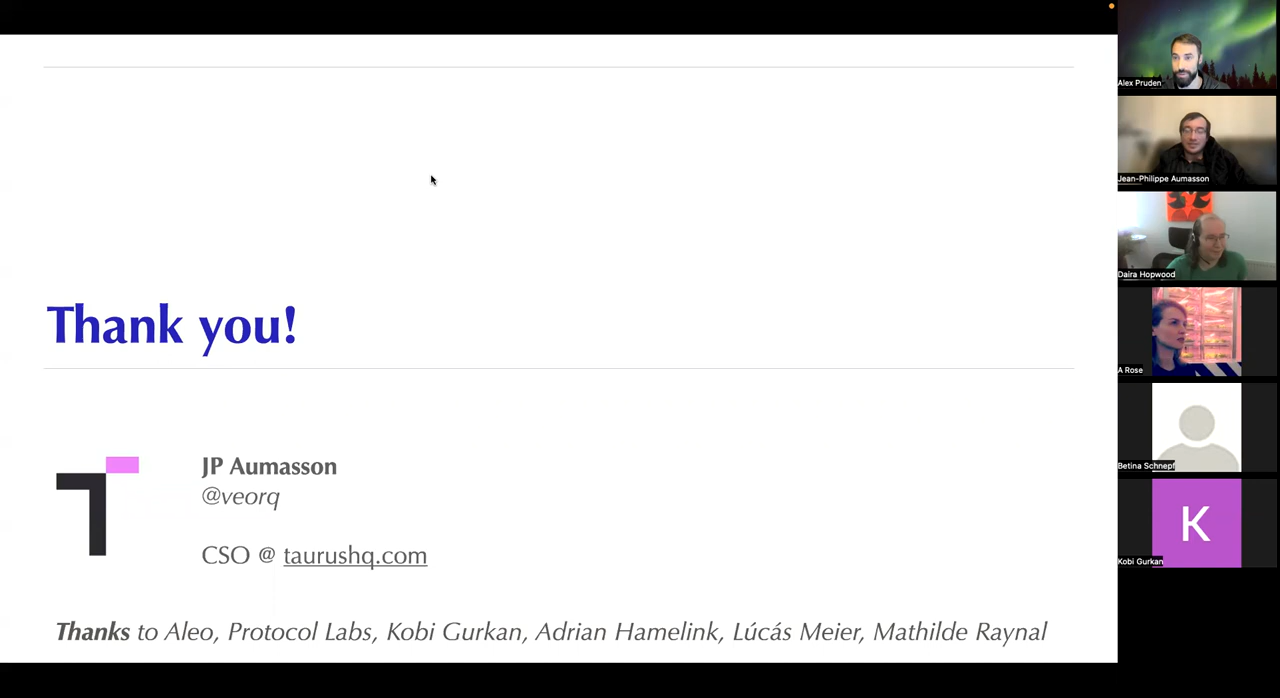 Thank you!
JP Aumasson
@veorq
CSO @ taurushq.com
Thanks to Aleo, Protocol Labs, Kobi Gurkan, Adrian Hamelink, Lúcás Meier, Mathilde Raynal
Alex Pruden
Jean-Philippe Aumasson
Daira Hopwood
A Rose
Betina Schnepf
K
Kobi Gurkan